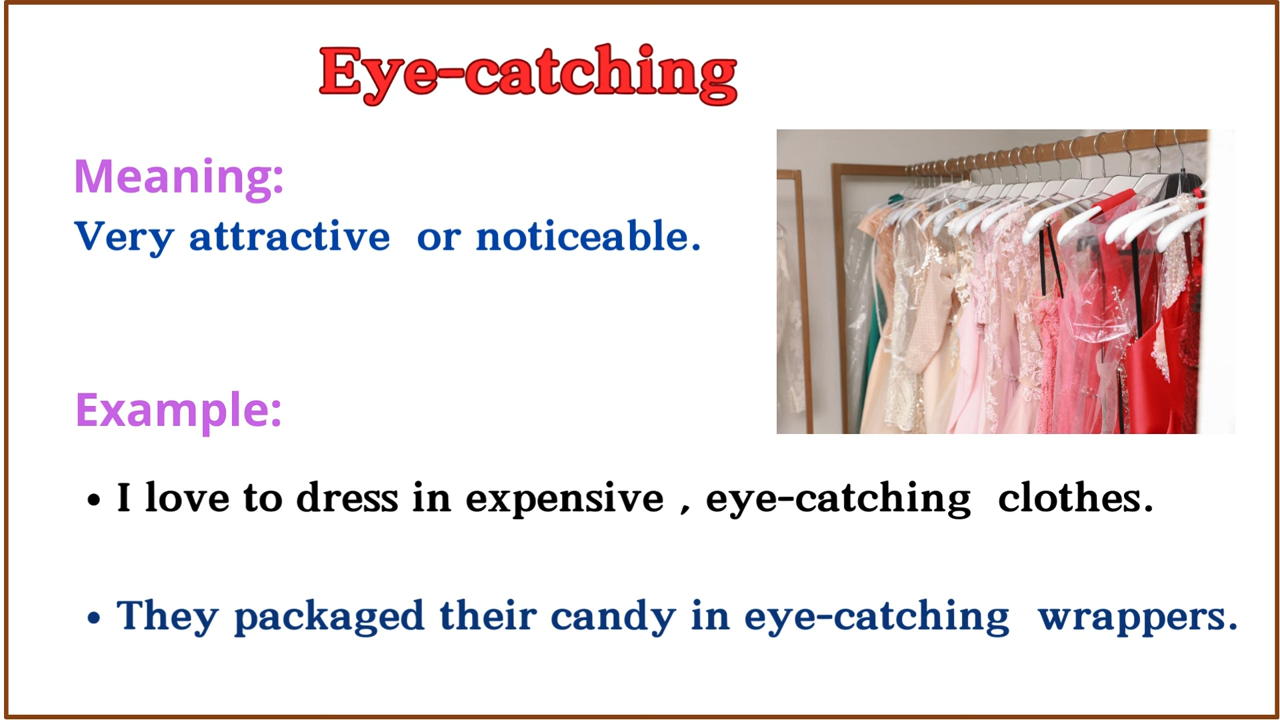 Eye-catching
Meaning:
Very attractive or noticeable.
Example:
• I love to dress in expensive , eye-catching clothes.
• They packaged their candy in eye-catching wrappers.